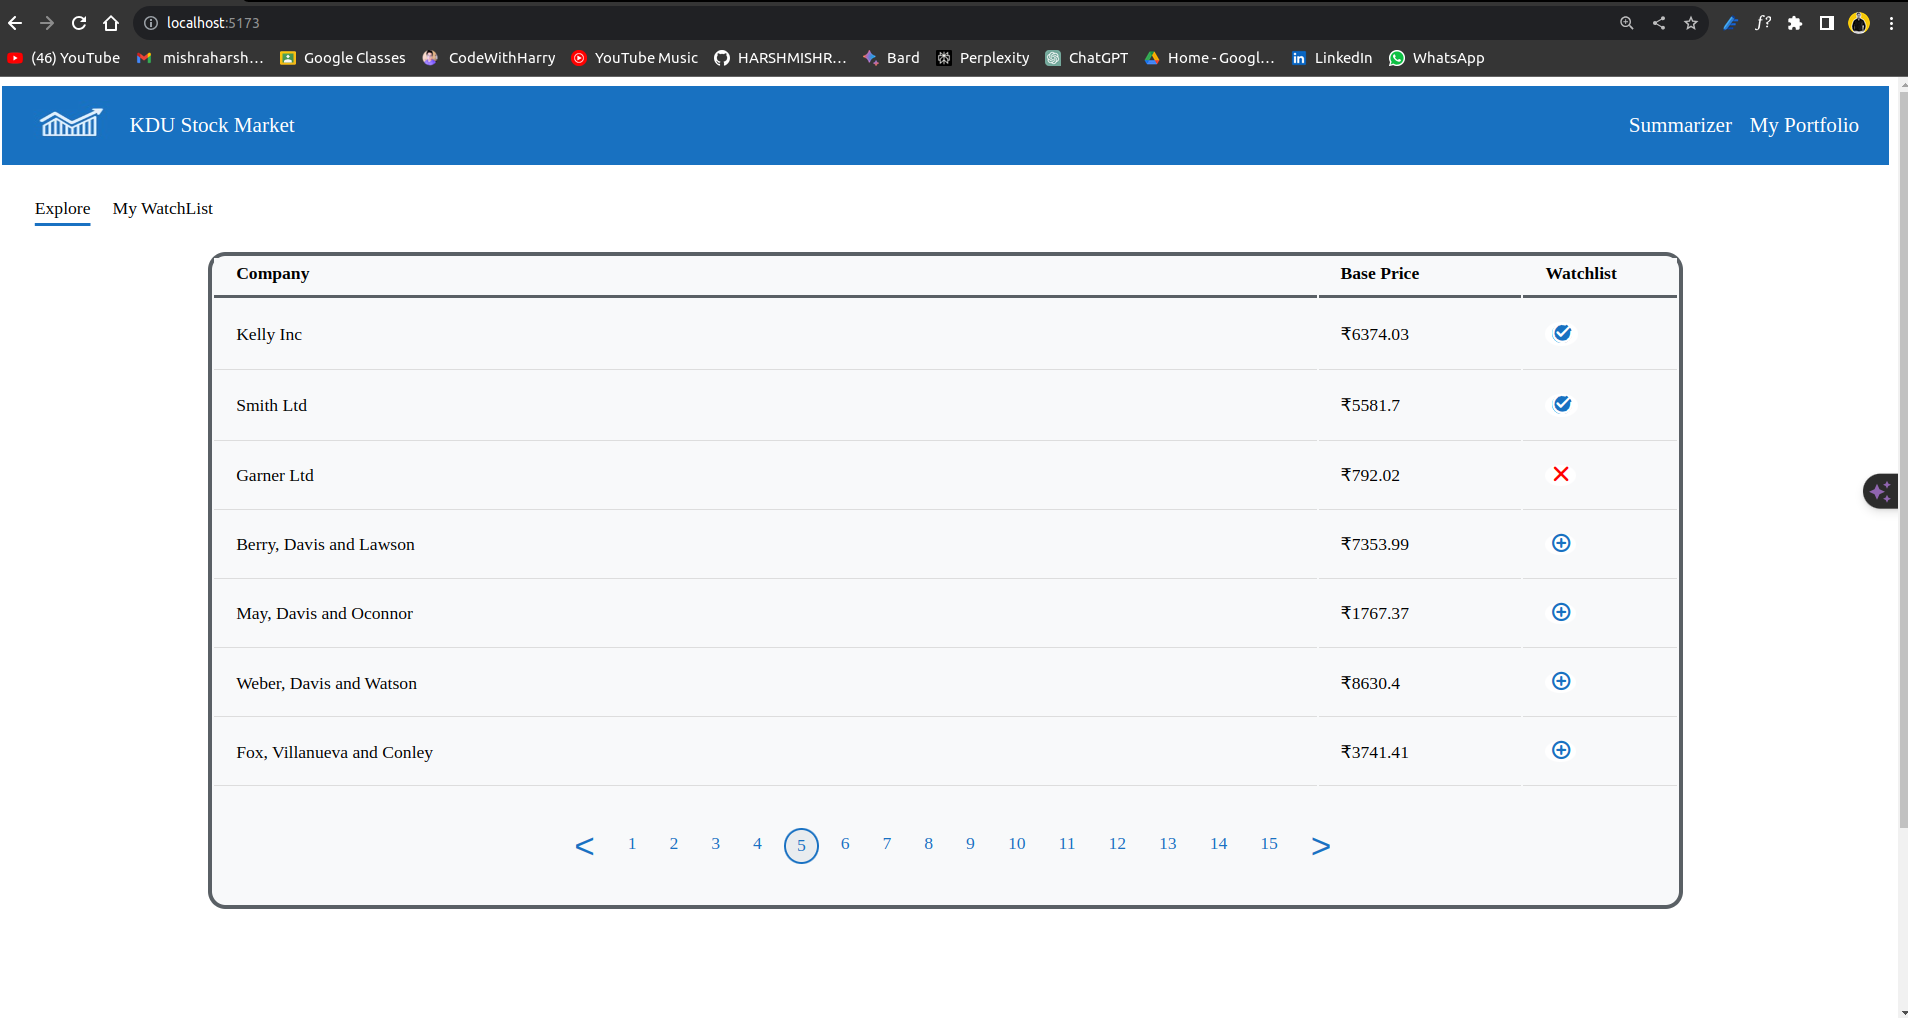 localhost:5173
(46) YouTube mishraharsh... Google Classes CodeWithHarry YouTube Music HARSHMISHR... Bard Perplexity ChatGPT Home - Googl... LinkedIn WhatsApp
KDU Stock Market Summarizer My Portfolio
Explore My WatchList
Company Base Price Watchlist
Kelly Inc ₹6374.03
Smith Ltd ₹5581.7
Garner Ltd ₹792.02
Berry, Davis and Lawson ₹7353.99
May, Davis and Oconnor ₹1767.37
Weber, Davis and Watson ₹8630.4
Fox, Villanueva and Conley ₹3741.41
< 1 2 3 4 5 6 7 8 9 10 11 12 13 14 15 >